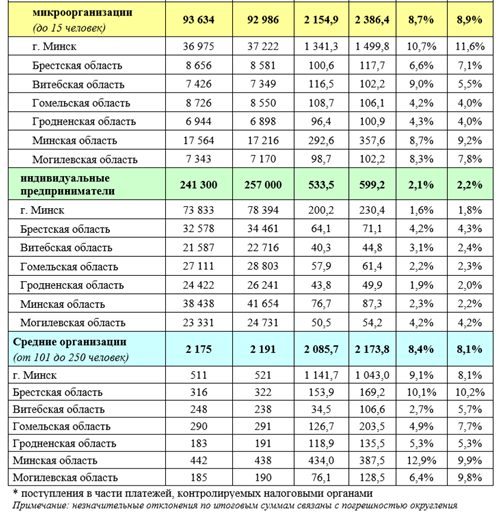 микроорганизации 93 634 92 986 2 154,9 2 386,4 8,7% 8,9%
(до 15 человек)
г. Минск 36 975 37 222 1 341,3 1 499,8 10,7% 11,6%
Брестская область 8 656 8 581 100,6 117,7 6,6% 7,1%
Витебская область 7 426 7 349 116,5 102,2 9,0% 5,5%
Гомельская область 8 726 8 550 108,7 106,1 4,2% 4,0%
Гродненская область 6 944 6 898 96,4 100,9 4,3% 4,0%
Минская область 17 564 17 216 292,6 357,6 8,7% 9,2%
Могилевская область 7 343 7 170 98,7 102,2 8,3% 7,8%
индивидуальные
предприниматели 241 300 257 000 533,5 599,2 2,1% 2,2%
г. Минск 73 833 78 394 200,2 230,4 1,6% 1,8%
Брестская область 32 578 34 461 64,1 71,1 4,2% 4,3%
Витебская область 21 587 22 716 40,3 44,8 3,1% 2,4%
Гомельская область 27 111 28 803 57,9 61,4 2,2% 2,3%
Гродненская область 24 422 26 241 43,8 49,9 1,9% 2,0%
Минская область 38 438 41 654 76,7 87,3 2,3% 2,2%
Могилевская область 23 331 24 731 50,5 54,2 4,2% 4,2%
Средние организации 2 175 2 191 2 085,7 2 173,8 8,4% 8,1%
(от 101 до 250 человек)
г. Минск 511 521 1 141,7 1 043,0 9,1% 8,1%
Брестская область 316 322 153,9 169,2 10,1% 10,2%
Витебская область 248 238 34,5 106,6 2,7% 5,7%
Гомельская область 290 291 126,7 203,5 4,9% 7,7%
Гродненская область 183 191 118,9 135,5 5,3% 5,3%
Минская область 442 438 434,0 387,5 12,9% 9,9%
Могилевская область 185 190 76,1 128,5 6,4% 9,8%
* поступления в части платежей, контролируемых налоговыми органами
Примечание: незначительные отклонения по итоговым суммам связаны с погрешностью округления